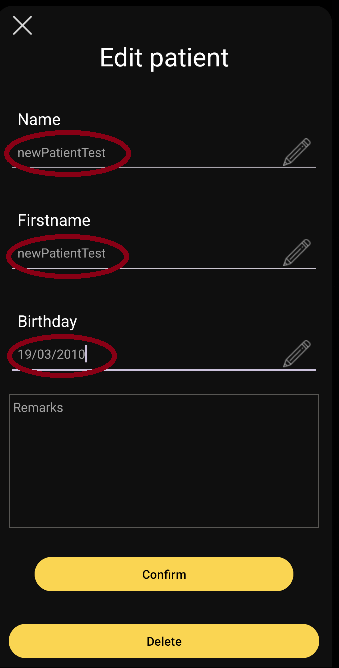 Edit patient
Name
newPatientTest
Firstname
newPatientTest
Birthday
19/03/2010
Remarks
Confirm
Delete